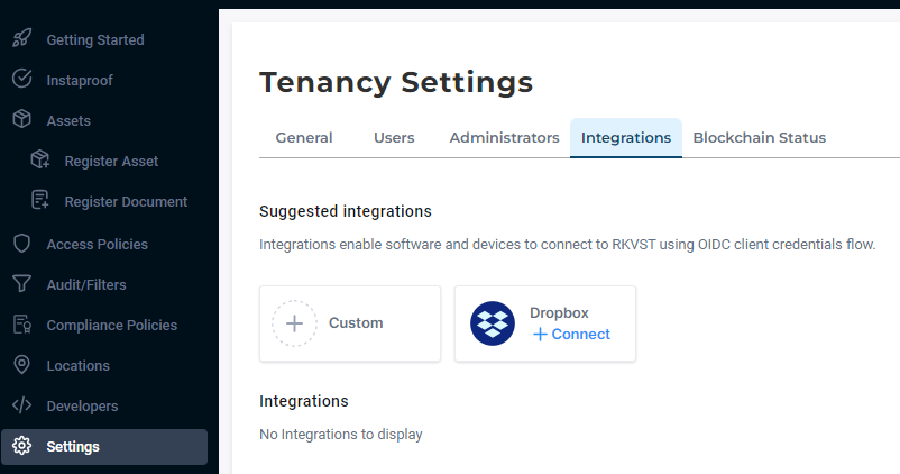 Getting Started
Instaproof
Assets
Register Asset
Register Document
Access Policies
Audit/Filters
Compliance Policies
Locations
Developers
Settings
Tenancy Settings
General Users Administrators Integrations Blockchain Status
Suggested integrations
Integrations enable software and devices to connect to RKVST using OIDC client credentials flow.
Custom
Dropbox
+ Connect
Integrations
No Integrations to display